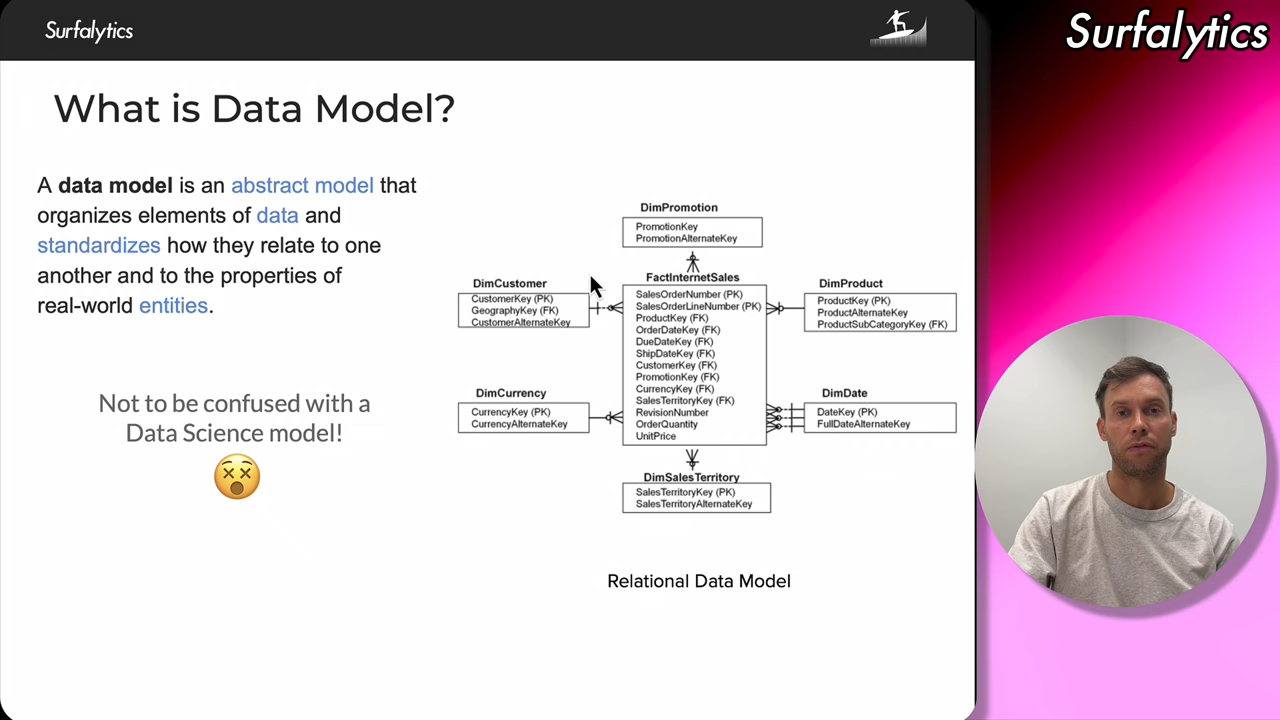 Surfalytics
Surfalytics
What is Data Model?
A data model is an abstract model that
organizes elements of data and
standardizes how they relate to one
another and to the properties of
real-world entities.
Not to be confused with a
Data Science model!
DimPromotion
PromotionKey
PromotionAlternateKey
DimCustomer
CustomerKey (PK)
GeographyKey (FK)
CustomerAlternateKey
FactInternetSales
SalesOrderNumber (PK)
SalesOrderLineNumber (PK)
ProductKey (FK)
OrderDateKey (FK)
DueDateKey (FK)
ShipDateKey (FK)
CustomerKey (FK)
PromotionKey (FK)
CurrencyKey (FK)
SalesTerritoryKey (FK)
RevisionNumber
OrderQuantity
UnitPrice
DimProduct
ProductKey (PK)
ProductAlternateKey
ProductSubCategoryKey (FK)
DimCurrency
CurrencyKey (PK)
CurrencyAlternateKey
DimDate
DateKey (PK)
FullDateAlternateKey
DimSalesTerritory
SalesTerritoryKey (PK)
SalesTerritoryAlternateKey
Relational Data Model